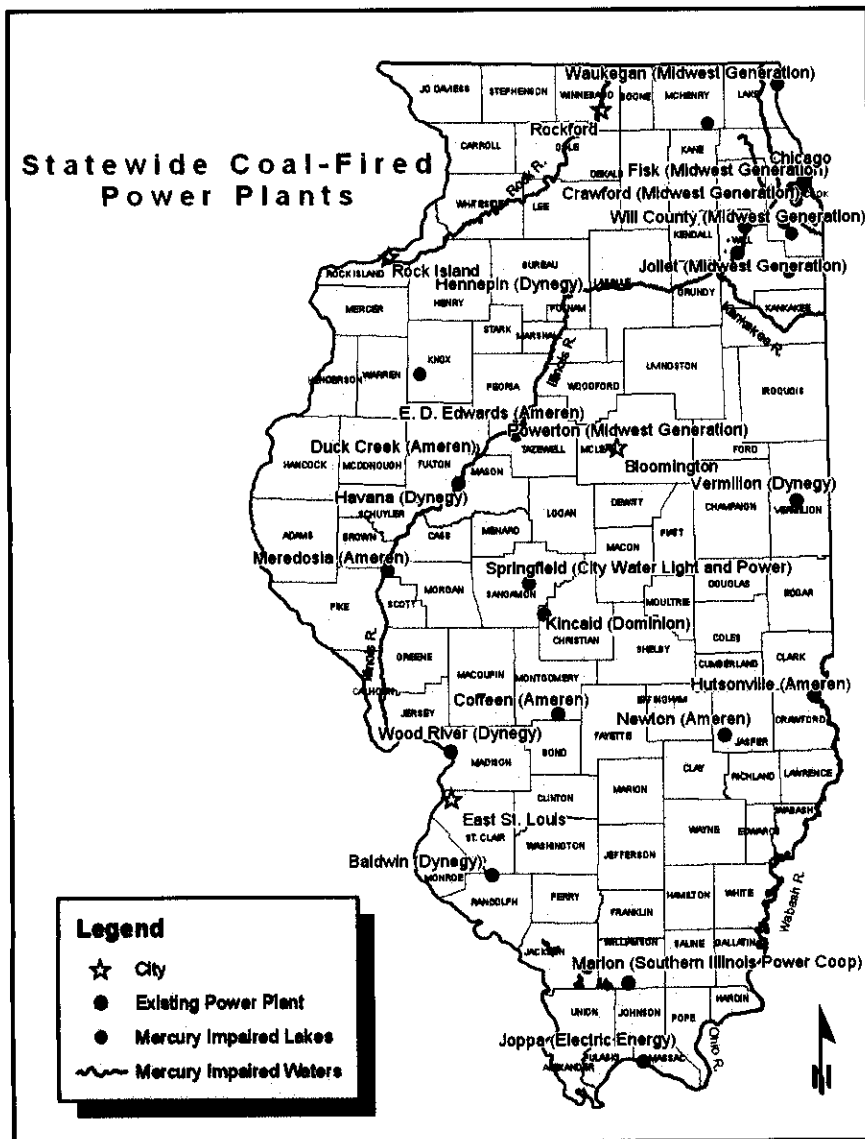 Statewide Coal-Fired
Power Plants
Waukegan (Midwest Generation)
JO DAVIESS
STEPHENSON
WINNEBAGO
BOONE
MCHENRY
LAKE
Rockford
CARROLL
OGLE
KANE
Chicago
DEKALB
Fisk (Midwest Generation)
Rock R.
Crawford (Midwest Generation)
COOK
WHITESIDE
LEE
Will County (Midwest Generation)
KENDALL
WILL
ROCK ISLAND
Rock Island
BUREAU
Joliet (Midwest Generation)
Hennepin (Dynegy)
LASALLE
GRUNDY
MERCER
HENRY
PUTNAM
KANKAKEE
Kankakee R.
STARK
MARSHALL
KNOX
Illinois R.
LIVINGSTON
HENDERSON
WARREN
PEORIA
WOODFORD
IROQUOIS
E. D. Edwards (Ameren)
Powerton (Midwest Generation)
Duck Creek (Ameren)
TAZEWELL
MCLEAN
FORD
HANCOCK
MCDONOUGH
FULTON
MASON
Bloomington
Havana (Dynegy)
Vermilion (Dynegy)
SCHUYLER
LOGAN
DEWITT
CHAMPAIGN
VERMILION
ADAMS
BROWN
CASS
MENARD
PIATT
MACON
Meredosia (Ameren)
Springfield (City Water Light and Power)
MORGAN
SANGAMON
DOUGLAS
EDGAR
PIKE
SCOTT
MOULTRIE
Kincaid (Dominion)
CHRISTIAN
COLES
Illinois R.
GREENE
SHELBY
CLARK
MACOUPIN
MONTGOMERY
CUMBERLAND
CALHOUN
Hutsonville (Ameren)
JERSEY
Coffeen (Ameren)
EFFINGHAM
Newton (Ameren)
CRAWFORD
Wood River (Dynegy)
FAYETTE
JASPER
MADISON
BOND
CLAY
RICHLAND
LAWRENCE
CLINTON
MARION
WABASH
East St. Louis
WAYNE
EDWARDS
ST. CLAIR
WASHINGTON
JEFFERSON
Baldwin (Dynegy)
MONROE
RANDOLPH
PERRY
HAMILTON
WHITE
Wabash R.
FRANKLIN
JACKSON
WILLIAMSON
SALINE
GALLATIN
Marion (Southern Illinois Power Coop)
UNION
JOHNSON
POPE
HARDIN
Joppa (Electric Energy)
Ohio R.
ALEXANDER
PULASKI
MASSAC
Legend
City
Existing Power Plant
Mercury Impaired Lakes
Mercury Impaired Waters
N